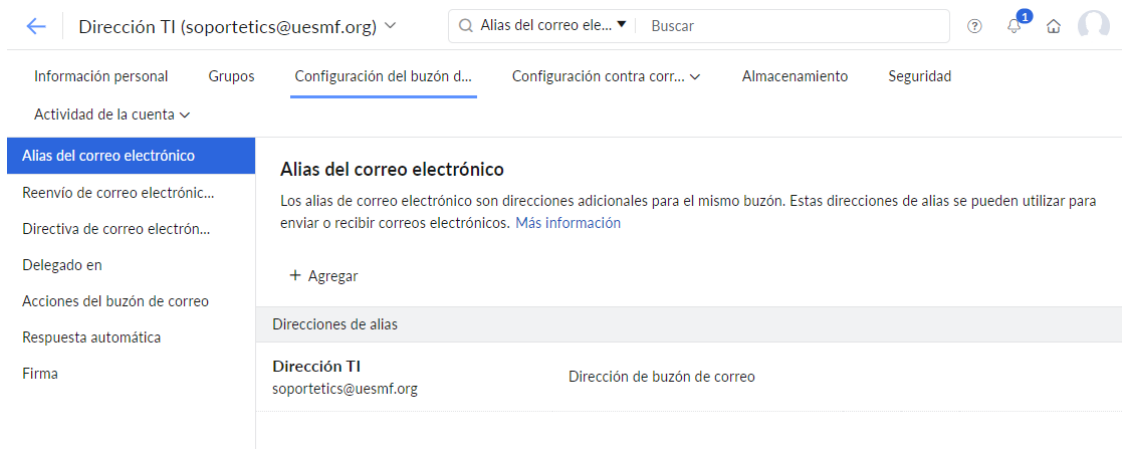 Dirección TI (soportetics@uesmf.org)
Alias del correo ele... Buscar
1
Información personal Grupos Configuración del buzón d... Configuración contra corr... Almacenamiento Seguridad
Actividad de la cuenta
Alias del correo electrónico
Reenvío de correo electrónic...
Directiva de correo electrón...
Delegado en
Acciones del buzón de correo
Respuesta automática
Firma
Alias del correo electrónico
Los alias de correo electrónico son direcciones adicionales para el mismo buzón. Estas direcciones de alias se pueden utilizar para
enviar o recibir correos electrónicos. Más información
+ Agregar
Direcciones de alias
Dirección TI
soportetics@uesmf.org
Dirección de buzón de correo